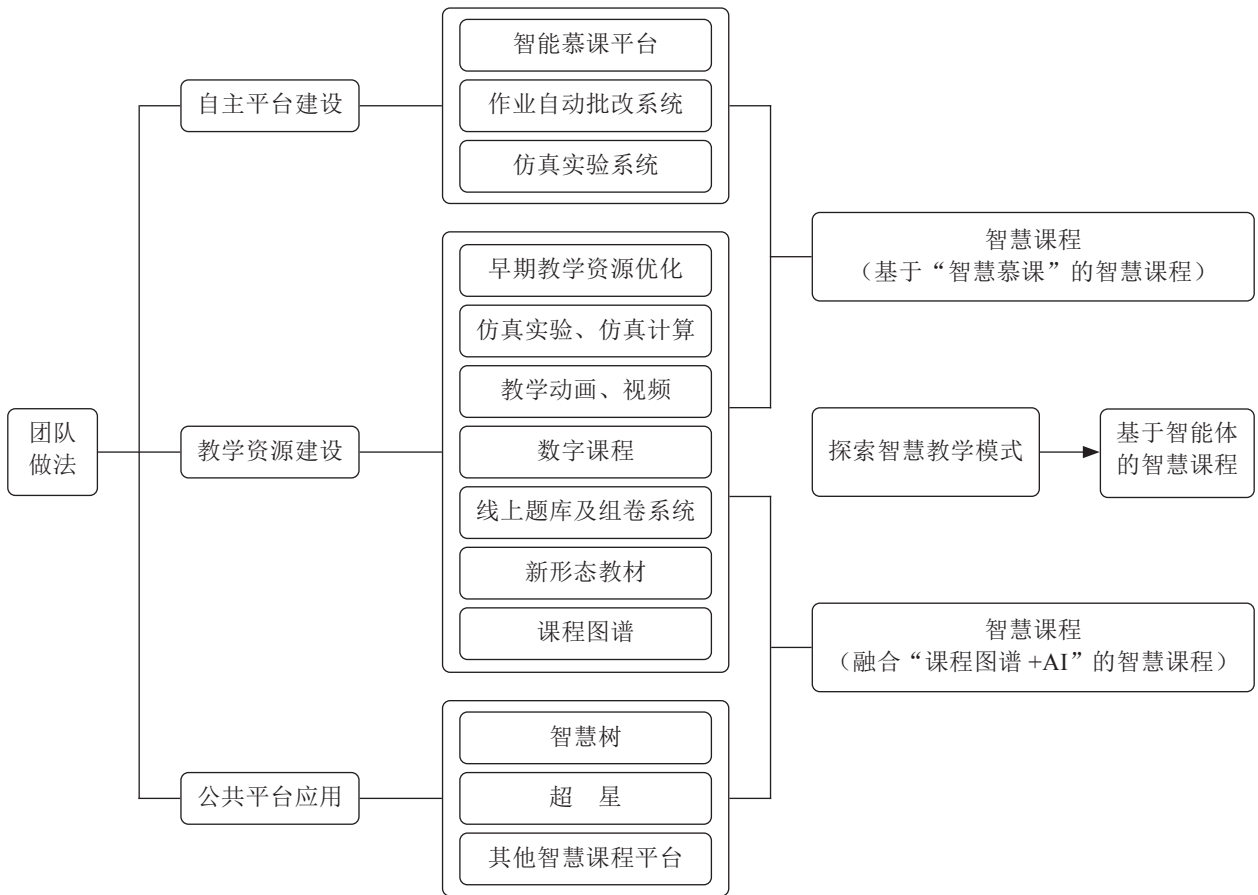 团队
做法
自主平台建设
智能慕课平台
作业自动批改系统
仿真实验系统
教学资源建设
早期教学资源优化
仿真实验、仿真计算
教学动画、视频
数字课程
线上题库及组卷系统
新形态教材
课程图谱
公共平台应用
智慧树
超　星
其他智慧课程平台
智慧课程
（基于“智慧慕课”的智慧课程）
探索智慧教学模式
基于智能体
的智慧课程
智慧课程
（融合“课程图谱+AI”的智慧课程）